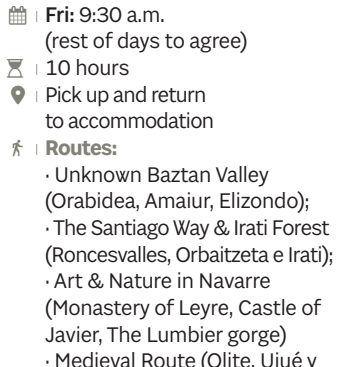 Fri: 9:30 a.m.
(rest of days to agree)
10 hours
Pick up and return
to accommodation
Routes:
· Unknown Baztan Valley
(Orabidea, Amaiur, Elizondo);
· The Santiago Way & Irati Forest
(Roncesvalles, Orbaitzeta e Irati);
· Art & Nature in Navarre
(Monastery of Leyre, Castle of
Javier, The Lumbier gorge)
· Medieval Route (Olite, Ujué y